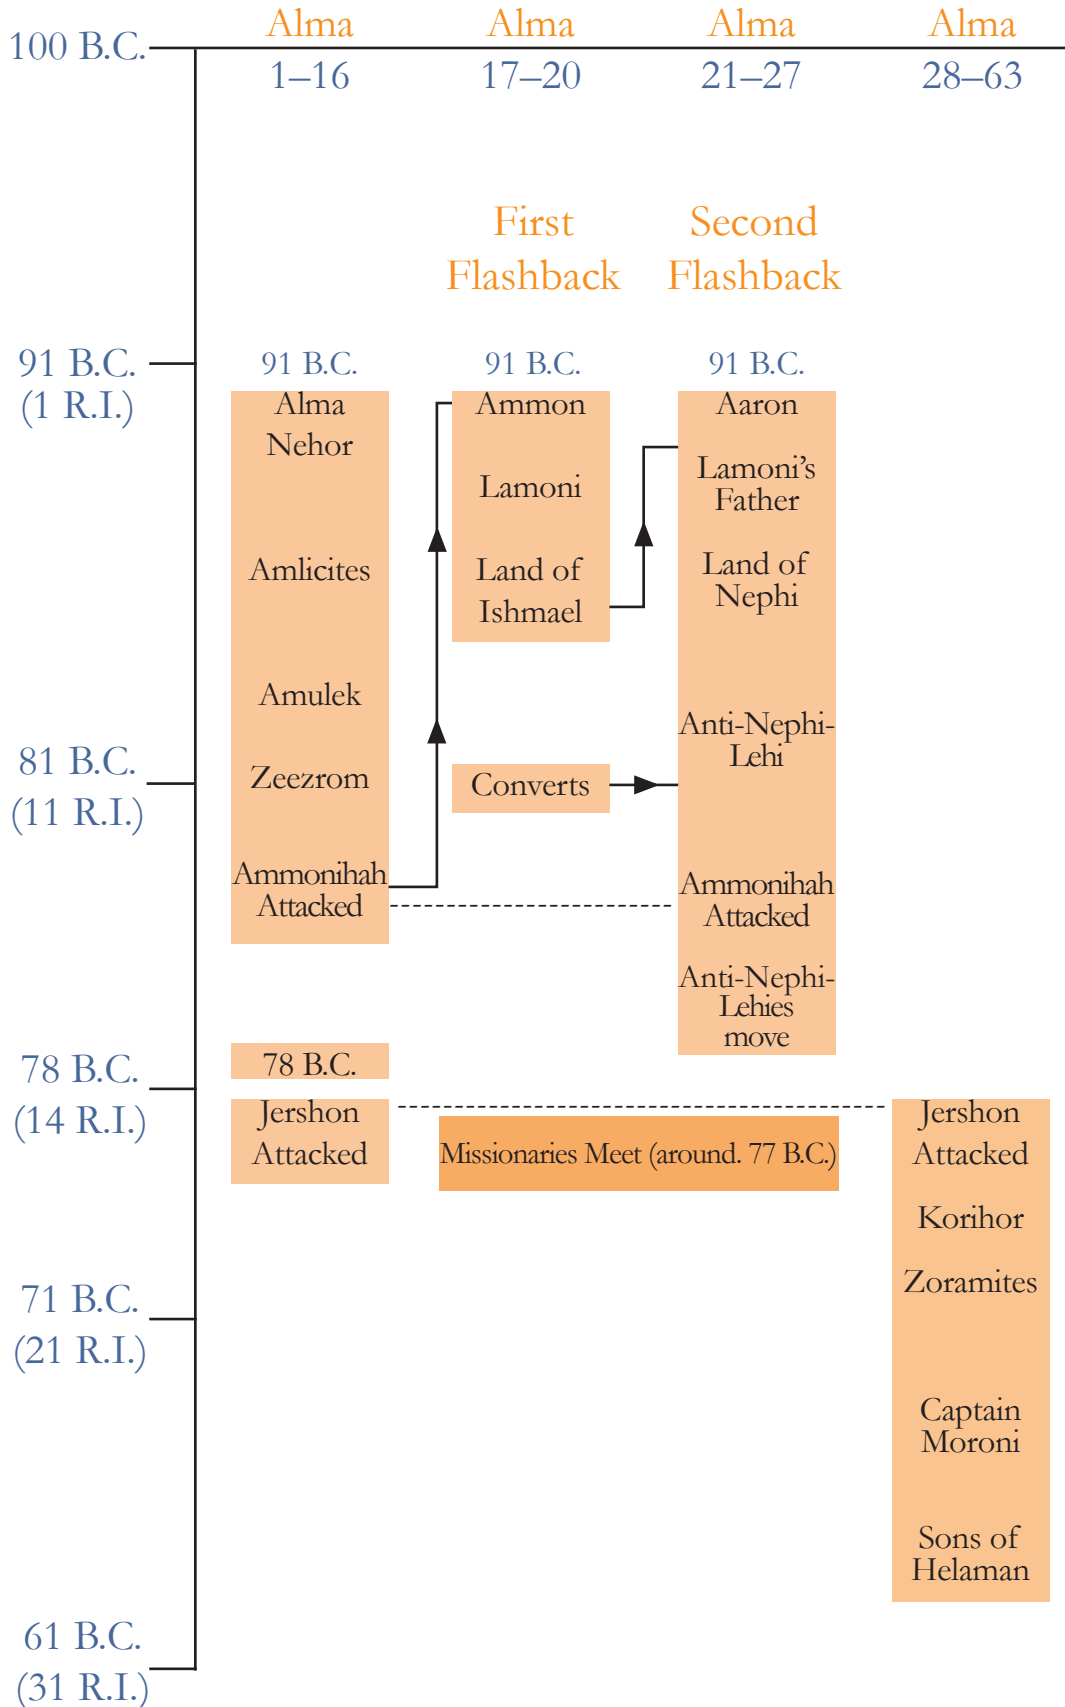 100 B.C.
Alma
1–16
Alma
17–20
Alma
21–27
Alma
28–63
First
Flashback
Second
Flashback
91 B.C.
(1 R.I.)
81 B.C.
(11 R.I.)
78 B.C.
(14 R.I.)
71 B.C.
(21 R.I.)
61 B.C.
(31 R.I.)
91 B.C.
Alma
Nehor
Amlicites
Amulek
Zeezrom
Ammonihah
Attacked
78 B.C.
Jershon
Attacked
91 B.C.
Ammon
Lamoni
Land of
Ishmael
Converts
91 B.C.
Aaron
Lamoni’s
Father
Land of
Nephi
Anti-Nephi-
Lehi
Ammonihah
Attacked
Anti-Nephi-
Lehies
move
Missionaries Meet (around. 77 B.C.)
Jershon
Attacked
Korihor
Zoramites
Captain
Moroni
Sons of
Helaman